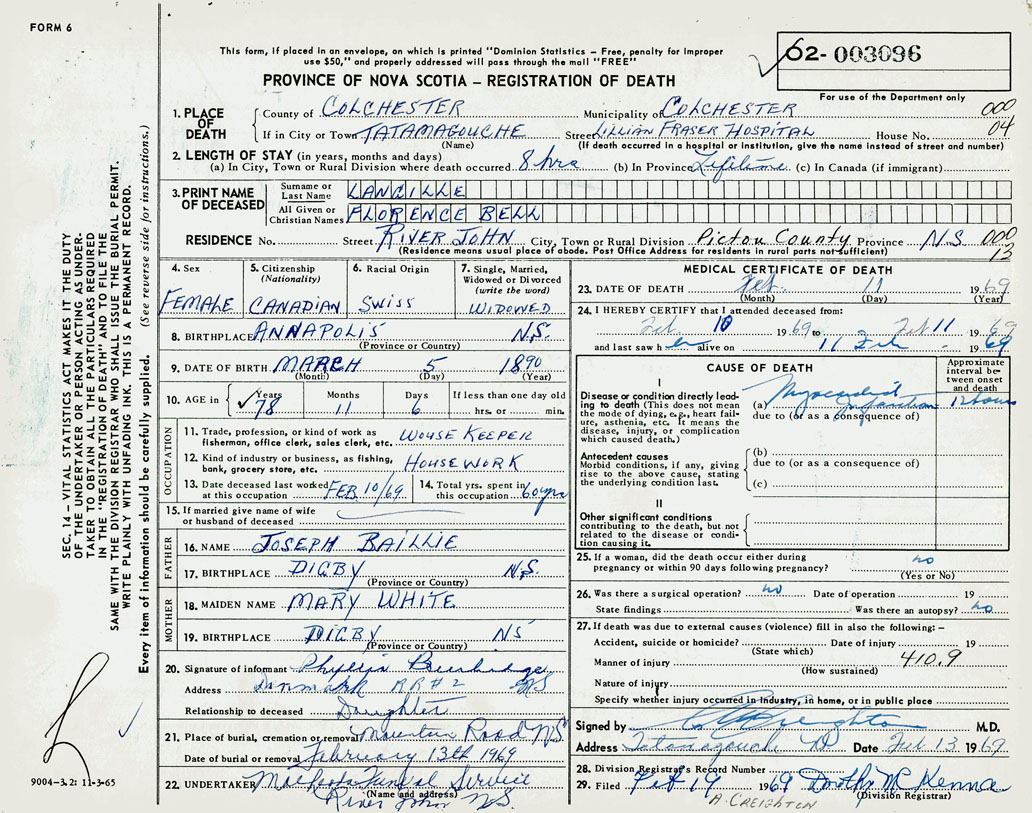 FORM 6
This form, if placed in an envelope, on which is printed "Dominion Statistics – Free, penalty for improper
use $50," and properly addressed will pass through the mail "FREE"
62-003096
PROVINCE OF NOVA SCOTIA – REGISTRATION OF DEATH
For use of the Department only
1. PLACE OF DEATH County of COLCHESTER Municipality of COLCHESTER 000
If in City or Town TATAMAGOUCHE Street LILLIAN FRASER HOSPITAL House No. 04
(Name) (If death occurred in a hospital or institution, give the name instead of street and number)
2. LENGTH OF STAY (in years, months and days)
(a) In City, Town or Rural Division where death occurred 8 hrs (b) In Province Lifetime (c) In Canada (if immigrant)
3. PRINT NAME OF DECEASED Surname or Last Name LANGILLE
All Given or Christian Names FLORENCE BELL
RESIDENCE No. Street RIVER JOHN City, Town or Rural Division Pictou County Province N.S. 000
(Residence means usual place of abode. Post Office Address for residents in rural parts not sufficient) 13
4. Sex FEMALE
5. Citizenship (Nationality) CANADIAN
6. Racial Origin SWISS
7. Single, Married, Widowed or Divorced (write the word) WIDOWED
8. BIRTHPLACE ANNAPOLIS N.S.
(Province or Country)
9. DATE OF BIRTH MARCH 5 1890
(Month) (Day) (Year)
10. AGE in Years Months Days If less than one day old
78 11 6 hrs. or min.
OCCUPATION
11. Trade, profession, or kind of work as fisherman, office clerk, sales clerk, etc. HOUSE KEEPER
12. Kind of industry or business, as fishing, bank, grocery store, etc. HOUSEWORK
13. Date deceased last worked at this occupation FEB 10/69 14. Total yrs. spent in this occupation 60 yrs
15. If married give name of wife or husband of deceased
FATHER
16. NAME JOSEPH BAILLIE
17. BIRTHPLACE DIGBY N.S.
(Province or Country)
MOTHER
18. MAIDEN NAME MARY WHITE
19. BIRTHPLACE DIGBY NS
(Province or Country)
20. Signature of informant Phyllis
Address Denmark RR#2 NS
Relationship to deceased Daughter
21. Place of burial, cremation or removal Mountain Road N.S.
Date of burial or removal February 13th 1969
22. UNDERTAKER Funeral Service
(Name and address) River John N.S.
MEDICAL CERTIFICATE OF DEATH
23. DATE OF DEATH Feb. 11 1969
(Month) (Day) (Year)
24. I HEREBY CERTIFY that I attended deceased from:
Feb 10 1969 to Feb 11 1969
and last saw her alive on 11 Feb 1969
CAUSE OF DEATH
Approximate interval between onset and death
I
Disease or condition directly leading to death (This does not mean the mode of dying, e.g., heart failure, asthenia, etc. It means the disease, injury, or complication which caused death.)
(a) Myocardial Infarction 12 hours
due to (or as a consequence of)
Antecedent causes
Morbid conditions, if any, giving rise to the above cause, stating the underlying condition last.
(b)
due to (or as a consequence of)
(c)
II
Other significant conditions
contributing to the death, but not related to the disease or condition causing it.
25. If a woman, did the death occur either during pregnancy or within 90 days following pregnancy? no
(Yes or No)
26. Was there a surgical operation? no Date of operation 19
State findings Was there an autopsy? no
27. If death was due to external causes (violence) fill in also the following: –
Accident, suicide or homicide? Date of injury 19
(State which)
Manner of injury 410.9
(How sustained)
Nature of injury
Specify whether injury occurred in industry, in home, or in public place
Signed by Creighton M.D.
Address Tatamagouche Date Feb 13 1969
28. Division Registrar's Record Number
29. Filed Feb 19 1969 Dorothy McKenna
(Division Registrar)
A. CREIGHTON
SEC. 14 – VITAL STATISTICS ACT MAKES IT THE DUTY
OF THE UNDERTAKER OR PERSON ACTING AS UNDER-
TAKER TO OBTAIN ALL THE PARTICULARS REQUIRED
IN THE "REGISTRATION OF DEATH" AND TO FILE THE
SAME WITH THE DIVISION REGISTRAR WHO SHALL ISSUE THE BURIAL PERMIT.
WRITE PLAINLY WITH UNFADING INK. THIS IS A PERMANENT RECORD.
Every item of information should be carefully supplied. (See reverse side for instructions.)
9004-3.2: 11-3-65